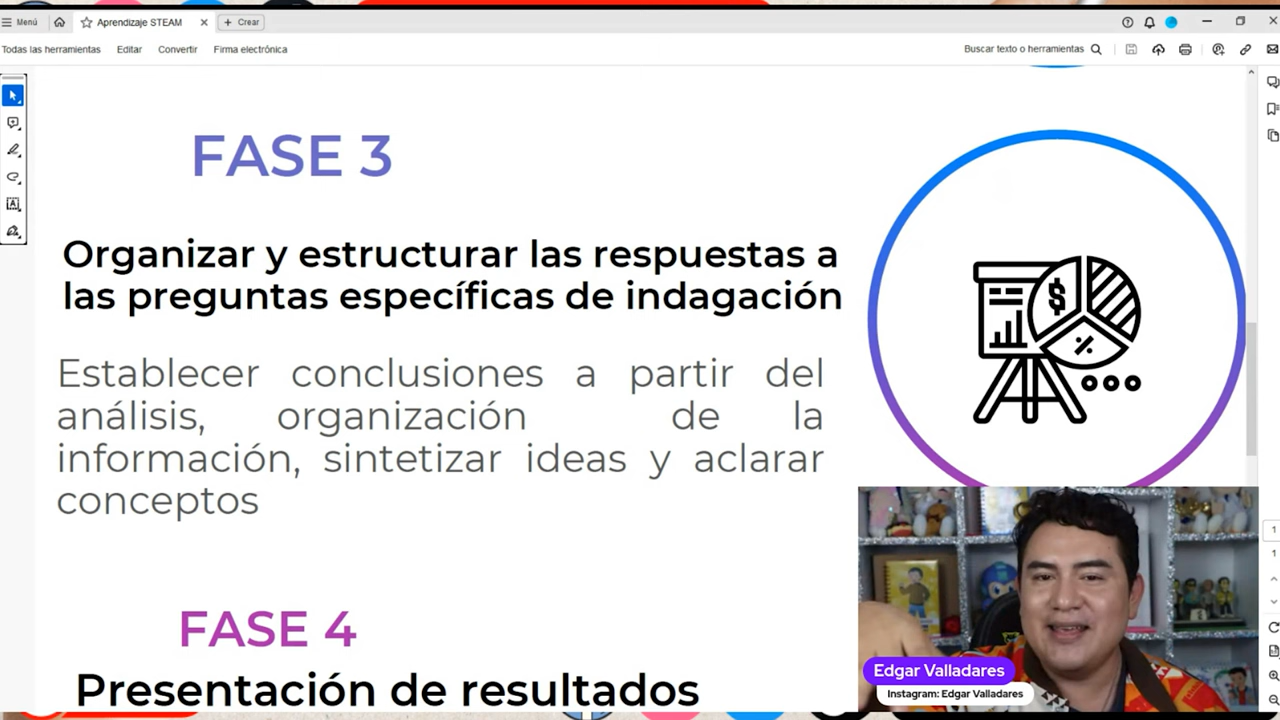 Menú
Aprendizaje STEAM
Crear
Todas las herramientas
Editar
Convertir
Firma electrónica
Buscar texto o herramientas
FASE 3
Organizar y estructurar las respuestas a
las preguntas específicas de indagación
$
%
Establecer conclusiones a partir del
análisis, organización de la
información, sintetizar ideas y aclarar
conceptos
FASE 4
Presentación de resultados
Edgar Valladares
Instagram: Edgar Valladares
1
1